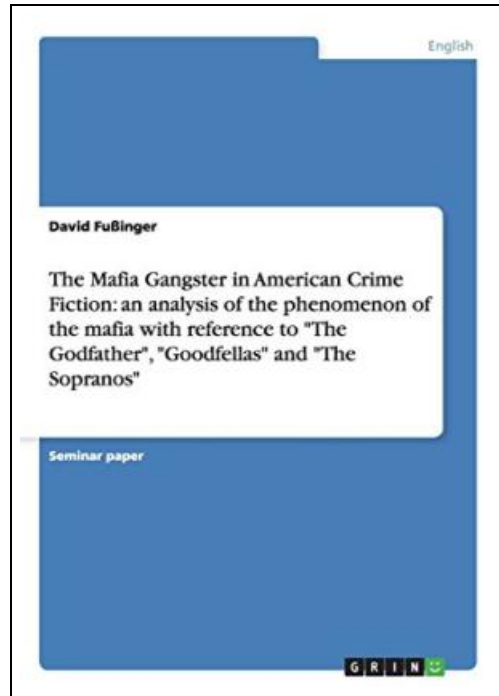 English
David Fußinger
The Mafia Gangster in American Crime
Fiction: an analysis of the phenomenon of
the mafia with reference to "The
Godfather", "Goodfellas" and "The
Sopranos"
Seminar paper
GRIN